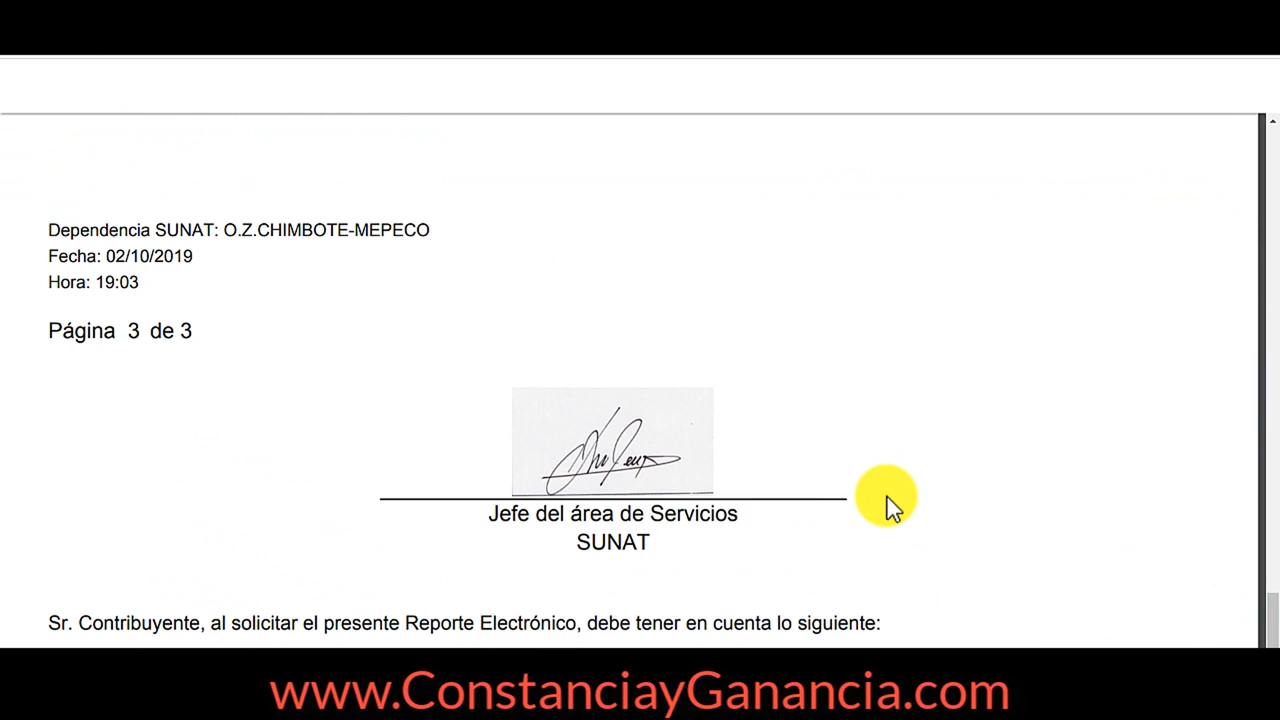 Dependencia SUNAT: O.Z.CHIMBOTE-MEPECO
Fecha: 02/10/2019
Hora: 19:03
Página 3 de 3
Jefe del área de Servicios
SUNAT
Sr. Contribuyente, al solicitar el presente Reporte Electrónico, debe tener en cuenta lo siguiente:
www.ConstanciayGanancia.com